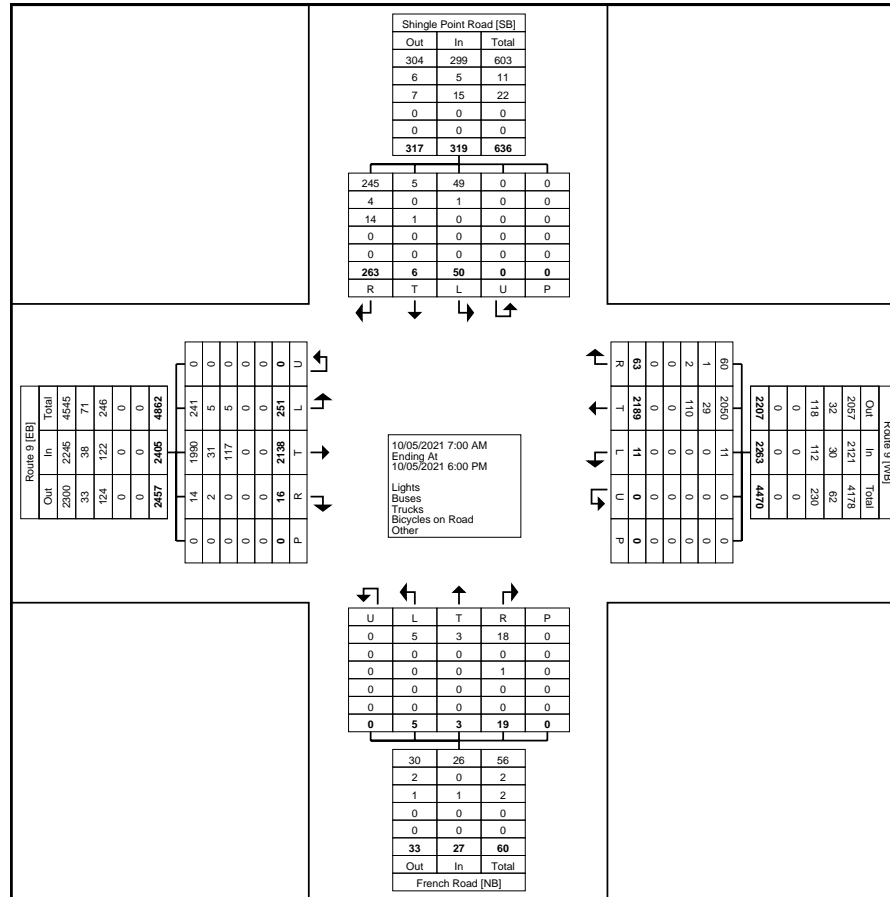 Shingle Point Road [SB]
Out In Total
304 299 603
6 5 11
7 15 22
0 0 0
0 0 0
317 319 636
245 5 49 0 0
4 0 1 0 0
14 1 0 0 0
0 0 0 0 0
0 0 0 0 0
263 6 50 0 0
R T L U P
Route 9 [EB]
Total 4545 71 246 0 0 4862
In 2245 38 122 0 0 2405
Out 2300 33 124 0 0 2457
0 0 0 0 0 0 U
241 5 5 0 0 251 L
1990 31 117 0 0 2138 T
14 2 0 0 0 16 R
0 0 0 0 0 0 P
10/05/2021 7:00 AM
Ending At
10/05/2021 6:00 PM
Lights
Buses
Trucks
Bicycles on Road
Other
R 63 0 0 2 1 60
T 2189 0 0 110 29 2050
L 11 0 0 0 0 11
U 0 0 0 0 0 0
P 0 0 0 0 0 0
2207 0 0 118 32 2057 Out
2263 0 0 112 30 2121 In
4470 0 0 230 62 4178 Total
Route 9 [WB]
U L T R P
0 5 3 18 0
0 0 0 0 0
0 0 0 1 0
0 0 0 0 0
0 0 0 0 0
0 5 3 19 0
30 26 56
2 0 2
1 1 2
0 0 0
0 0 0
33 27 60
Out In Total
French Road [NB]